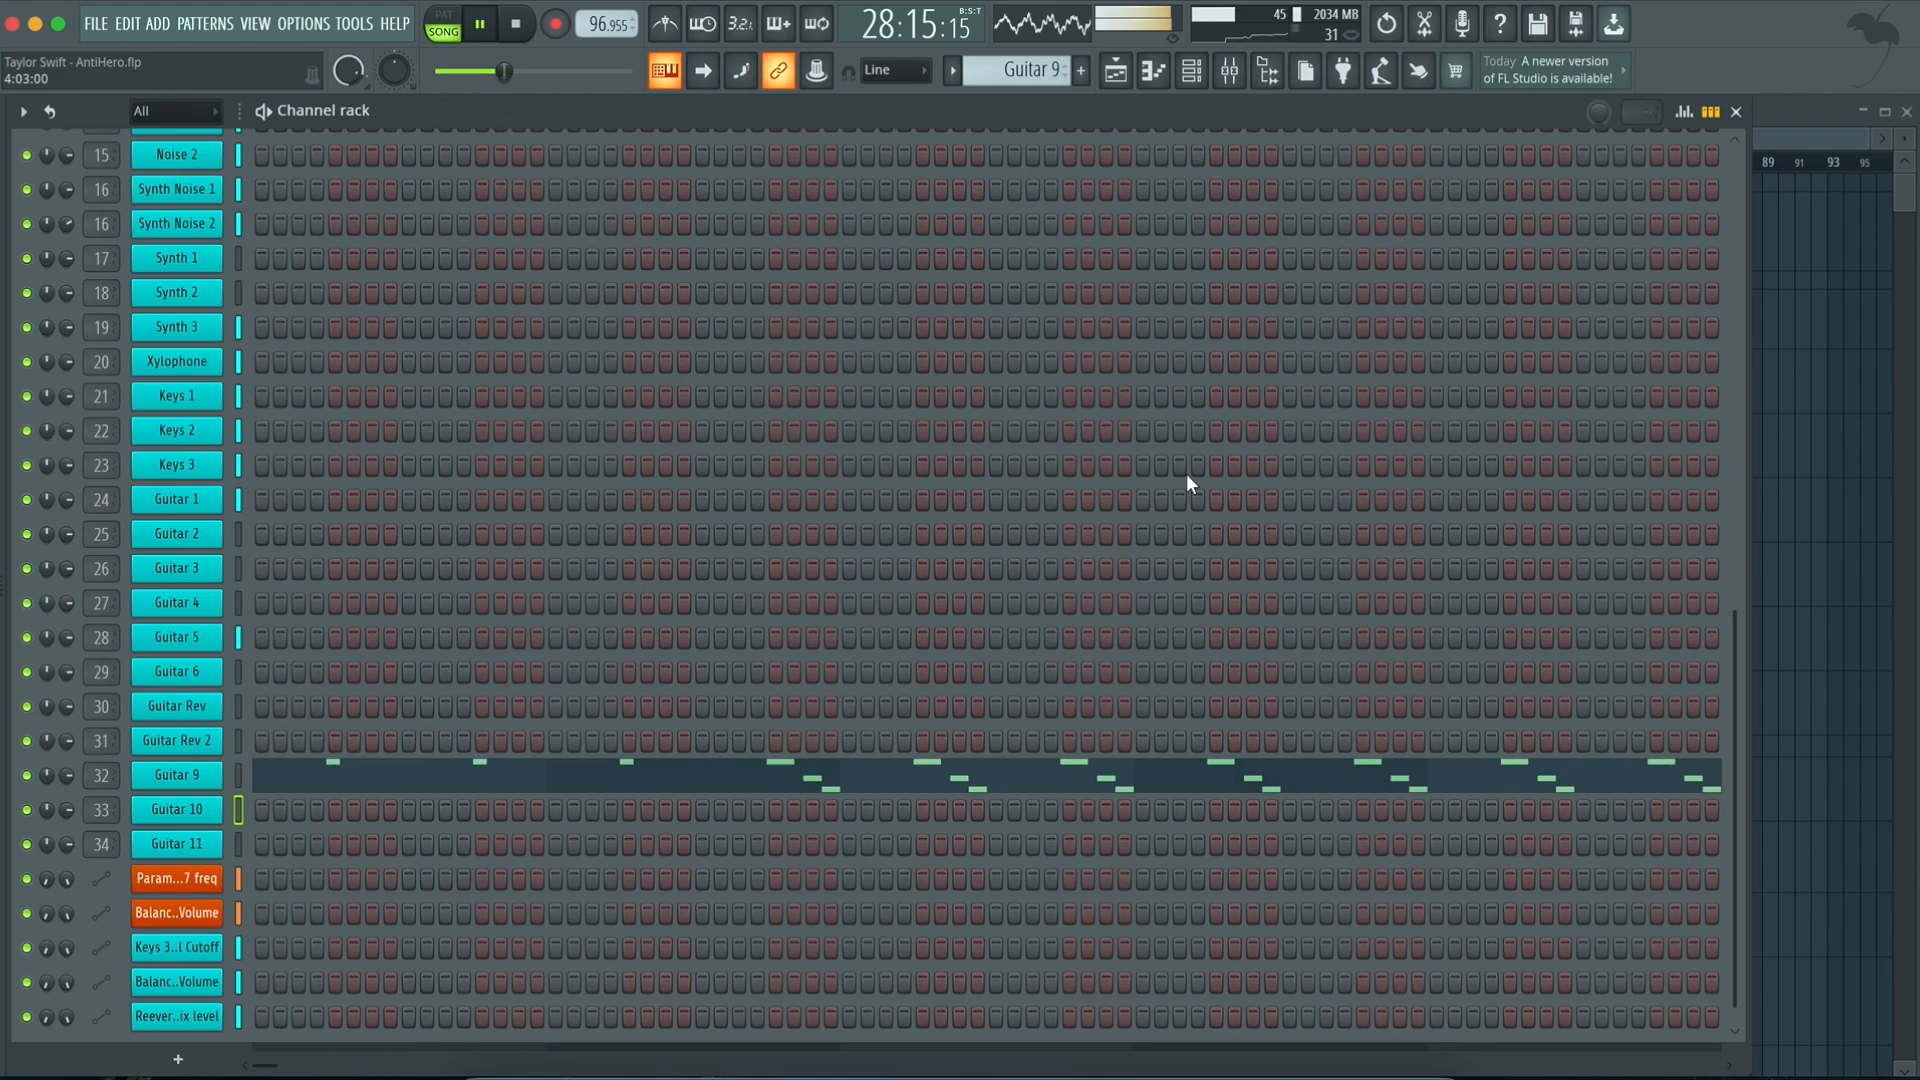 FILE EDIT ADD PATTERNS VIEW OPTIONS TOOLS HELP
PAT
SONG
96.955
3.2.
28:15:15
B:S:T
45
2034 MB
31
Taylor Swift - AntiHero.flp
4:03:00
Line
Guitar 9
+
Today A newer version
of FL Studio is available!
All
Channel rack
89 91 93 95
15 Noise 2
16 Synth Noise 1
16 Synth Noise 2
17 Synth 1
18 Synth 2
19 Synth 3
20 Xylophone
21 Keys 1
22 Keys 2
23 Keys 3
24 Guitar 1
25 Guitar 2
26 Guitar 3
27 Guitar 4
28 Guitar 5
29 Guitar 6
30 Guitar Rev
31 Guitar Rev 2
32 Guitar 9
33 Guitar 10
34 Guitar 11
Param...7 freq
Balanc..Volume
Keys 3..l Cutoff
Balanc..Volume
Reever..ix level
+